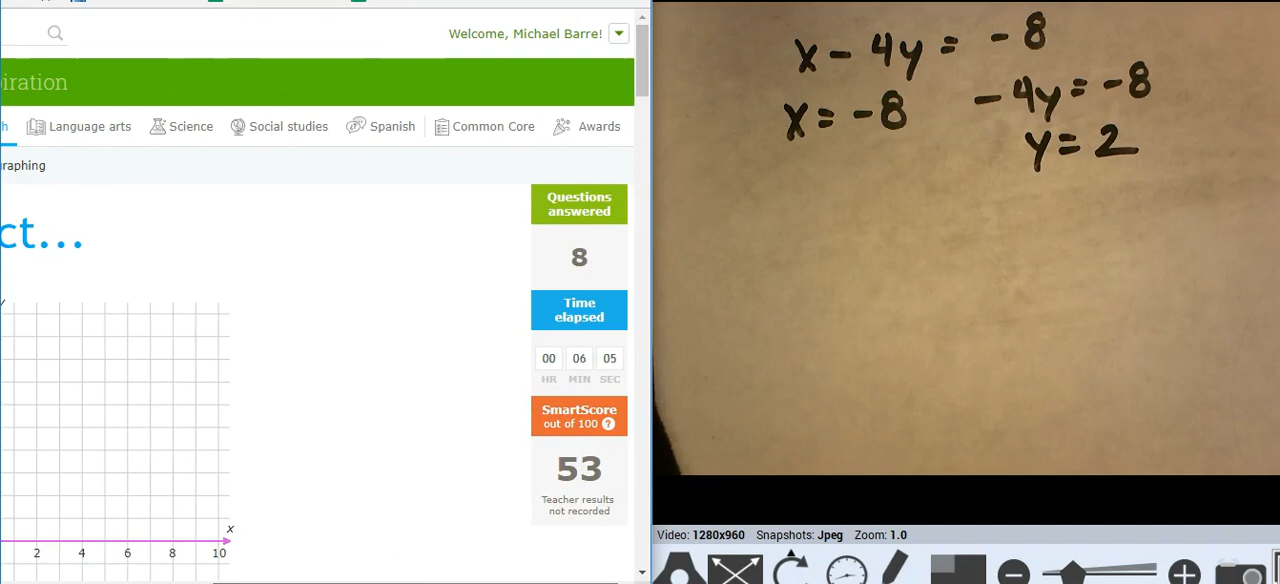 Welcome, Michael Barre!
iration
h
Language arts
Science
Social studies
Spanish
Common Core
Awards
raphing
ct...
Questions
answered
8
Time
elapsed
00 06 05
HR MIN SEC
SmartScore
out of 100 ?
53
Teacher results
not recorded
x
2 4 6 8 10
x - 4y = -8
x = -8
-4y = -8
y = 2
Video: 1280x960 Snapshots: Jpeg Zoom: 1.0